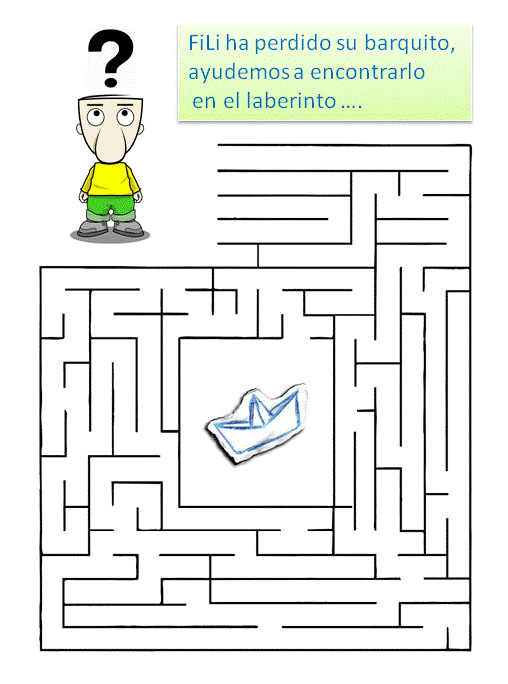 ?
FiLi ha perdido su barquito,
ayudemos a encontrarlo
en el laberinto ....